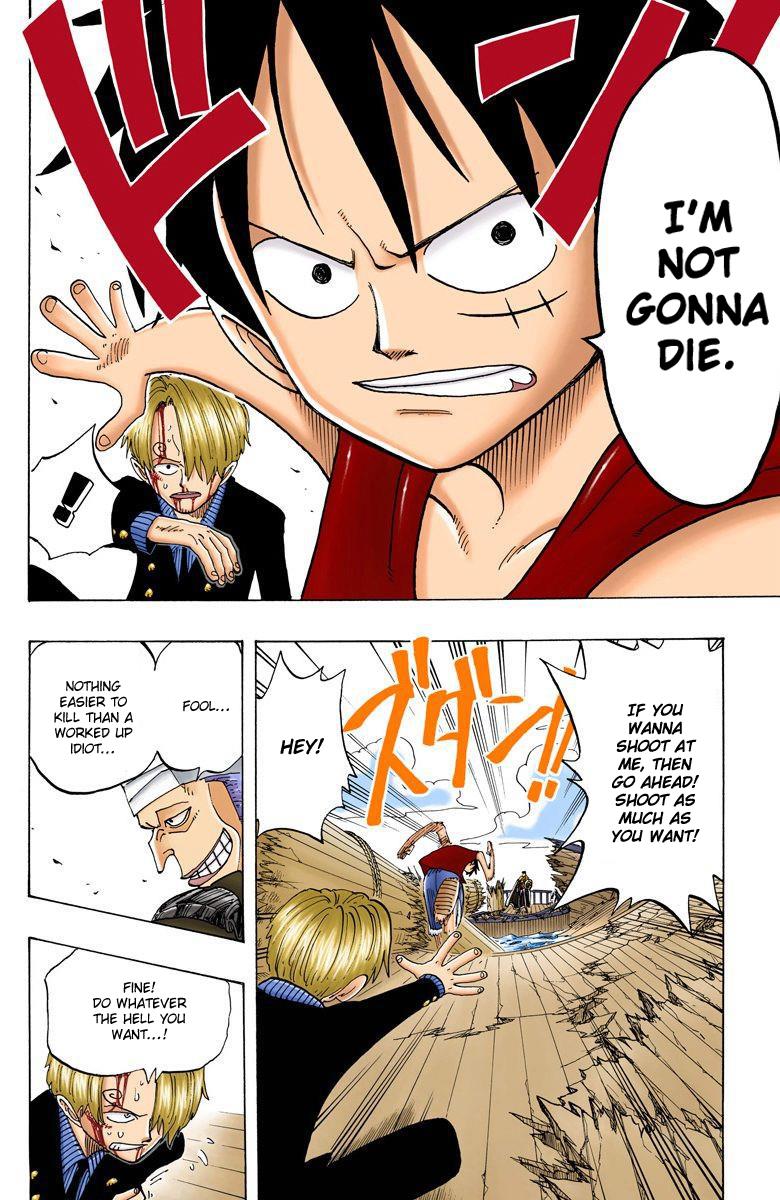 ドン
I'M
NOT
GONNA
DIE.
!
IF YOU
WANNA
SHOOT AT
ME, THEN
GO AHEAD!
SHOOT AS
MUCH AS
YOU WANT!
ズダン!!
HEY!
FOOL...
NOTHING
EASIER TO
KILL THAN A
WORKED UP
IDIOT...
FINE!
DO WHATEVER
THE HELL YOU
WANT...!